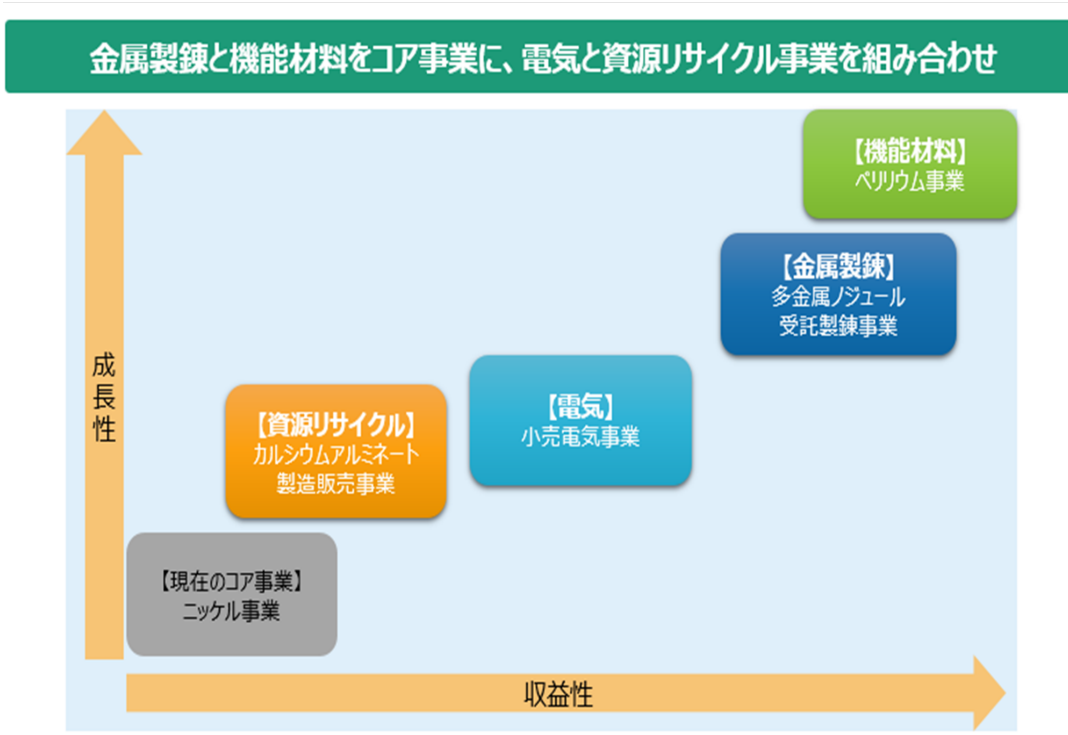 金属製錬と機能材料をコア事業に、電気と資源リサイクル事業を組み合わせ
【機能材料】
ベリリウム事業
【金属製錬】
多金属ノジュール
受託製錬事業
成長性
【電気】
小売電気事業
【資源リサイクル】
カルシウムアルミネート
製造販売事業
【現在のコア事業】
ニッケル事業
収益性